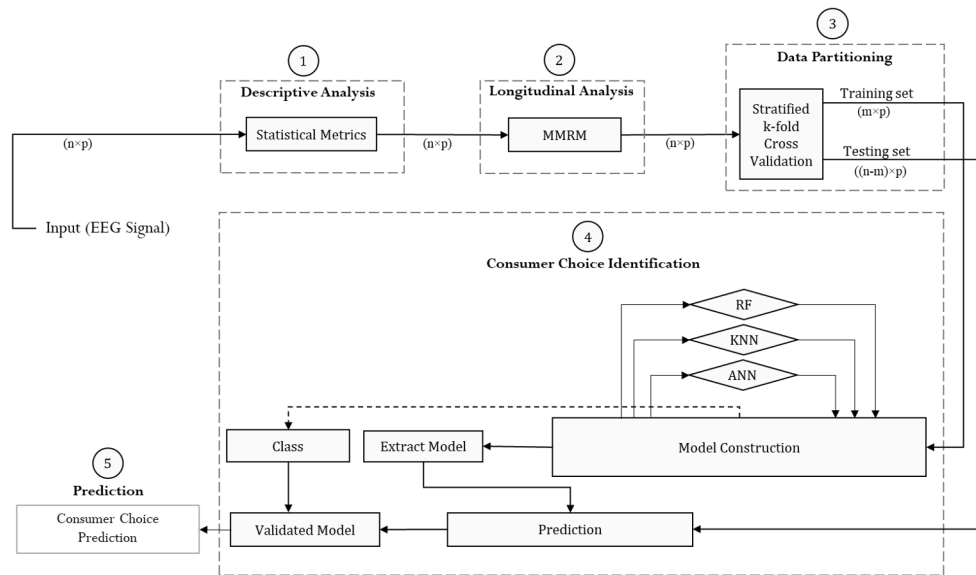 1
Descriptive Analysis
Statistical Metrics
(n×p)
(n×p)
2
Longitudinal Analysis
MMRM
(n×p)
3
Data Partitioning
Stratified
k-fold
Cross
Validation
Training set
(m×p)
Testing set
((n-m)×p)
Input (EEG Signal)
4
Consumer Choice Identification
RF
KNN
ANN
Class
Extract Model
Model Construction
5
Prediction
Consumer Choice
Prediction
Validated Model
Prediction